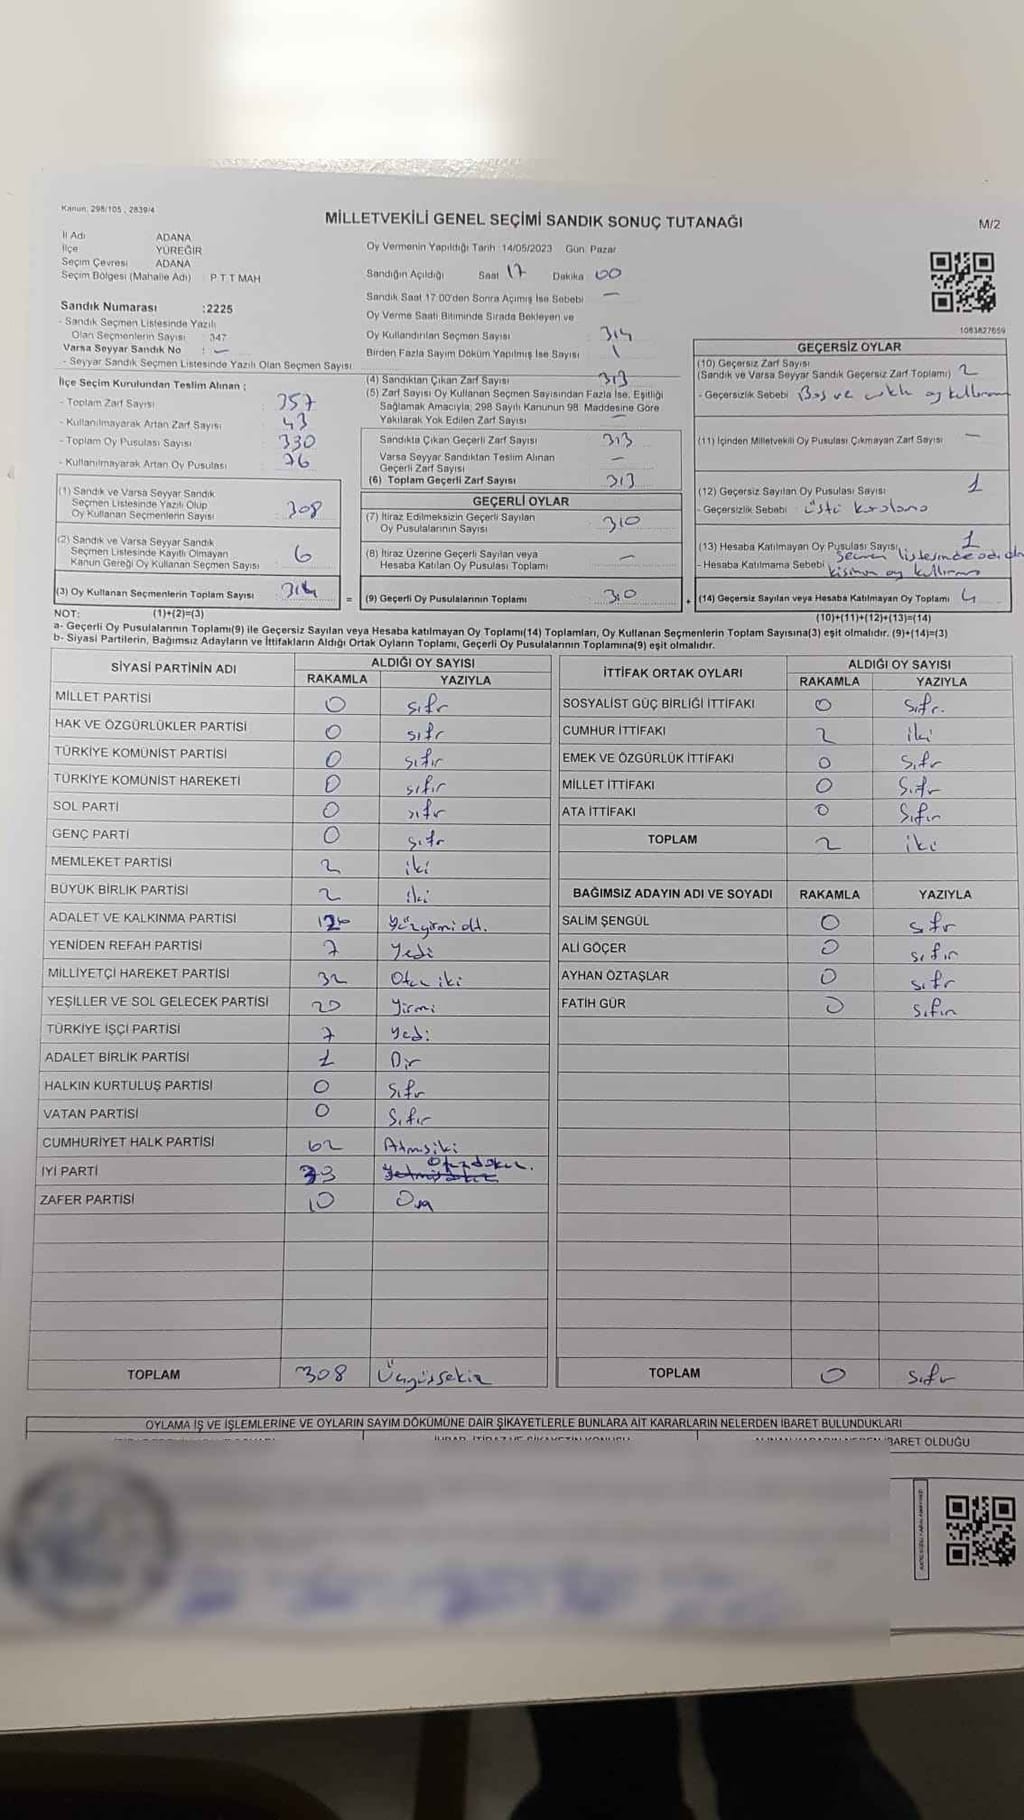 Kanun: 298/105 , 2839/4
MİLLETVEKİLİ GENEL SEÇİMİ SANDIK SONUÇ TUTANAĞI
M/2
İl Adı ADANA
İlçe YÜREĞİR
Seçim Çevresi ADANA
Seçim Bölgesi (Mahalle Adı) : P T T MAH
Oy Vermenin Yapıldığı Tarih :14/05/2023 Gün: Pazar
Sandığın Açıldığı Saat 17 Dakika 00
Sandık Saat 17:00'den Sonra Açımış İse Sebebi —
Oy Verme Saati Bitiminde Sırada Bekleyen ve
Oy Kullandırılan Seçmen Sayısı 314
Birden Fazla Sayım Döküm Yapılmış İse Sayısı 1
1083827659
Sandık Numarası :2225
- Sandık Seçmen Listesinde Yazılı
Olan Seçmenlerin Sayısı : 347
Varsa Seyyar Sandık No : —
- Seyyar Sandık Seçmen Listesinde Yazılı Olan Seçmen Sayısı:
İlçe Seçim Kurulundan Teslim Alınan ;
- Toplam Zarf Sayısı 357
- Kullanılmayarak Artan Zarf Sayısı 43
- Toplam Oy Pusulası Sayısı 330
- Kullanılmayarak Artan Oy Pusulası
(1) Sandık ve Varsa Seyyar Sandık
Seçmen Listesinde Yazılı Olup
Oy Kullanan Seçmenlerin Sayısı 308
(2) Sandık ve Varsa Seyyar Sandık
Seçmen Listesinde Kayıtlı Olmayan
Kanun Gereği Oy Kullanan Seçmen Sayısı 6
(3) Oy Kullanan Seçmenlerin Toplam Sayısı 314
(4) Sandıktan Çıkan Zarf Sayısı 313
(5) Zarf Sayısı Oy Kullanan Seçmen Sayısından Fazla İse, Eşitliği
Sağlamak Amacıyla; 298 Sayılı Kanunun 98. Maddesine Göre
Yakılarak Yok Edilen Zarf Sayısı —
Sandıkta Çıkan Geçerli Zarf Sayısı 313
Varsa Seyyar Sandıktan Teslim Alınan
Geçerli Zarf Sayısı —
(6) Toplam Geçerli Zarf Sayısı 313
GEÇERLİ OYLAR
(7) İtiraz Edilmeksizin Geçerli Sayılan
Oy Pusulalarının Sayısı 310
(8) İtiraz Üzerine Geçerli Sayılan veya
Hesaba Katılan Oy Pusulası Toplamı —
= (9) Geçerli Oy Pusulalarının Toplamı 310
GEÇERSİZ OYLAR
(10) Geçersiz Zarf Sayısı
(Sandık ve Varsa Seyyar Sandık Geçersiz Zarf Toplamı) 2
- Geçersizlik Sebebi Boş ve oy kullanımı
(11) İçinden Milletvekili Oy Pusulası Çıkmayan Zarf Sayısı —
(12) Geçersiz Sayılan Oy Pusulası Sayısı 1
- Geçersizlik Sebebi : üstü
(13) Hesaba Katılmayan Oy Pusulası Sayısı 1
- Hesaba Katılmama Sebebi : Seçmen listesinde adı kişinin oy kullanma
+ (14) Geçersiz Sayılan veya Hesaba Katılmayan Oy Toplamı 4
NOT: (1)+(2)=(3) (10)+(11)+(12)+(13)=(14)
a- Geçerli Oy Pusulalarının Toplamı(9) ile Geçersiz Sayılan veya Hesaba katılmayan Oy Toplamı(14) Toplamları, Oy Kullanan Seçmenlerin Toplam Sayısına(3) eşit olmalıdır. (9)+(14)=(3)
b- Siyasi Partilerin, Bağımsız Adayların ve İttifakların Aldığı Ortak Oyların Toplamı, Geçerli Oy Pusulalarının Toplamına(9) eşit olmalıdır.
SİYASİ PARTİNİN ADI ALDIĞI OY SAYISI
RAKAMLA YAZIYLA
MİLLET PARTİSİ 0 sıfır
HAK VE ÖZGÜRLÜKLER PARTİSİ 0 sıfır
TÜRKİYE KOMÜNİST PARTİSİ 0 sıfır
TÜRKİYE KOMÜNİST HAREKETİ 0 sıfır
SOL PARTİ 0 sıfır
GENÇ PARTİ 0 sıfır
MEMLEKET PARTİSİ 2 iki
BÜYÜK BİRLİK PARTİSİ 2 iki
ADALET VE KALKINMA PARTİSİ 126 Yüzyirmi altı.
YENİDEN REFAH PARTİSİ 7 Yedi
MİLLİYETÇİ HAREKET PARTİSİ 32 Otuz iki
YEŞİLLER VE SOL GELECEK PARTİSİ 20 Yirmi
TÜRKİYE İŞÇİ PARTİSİ 7 Yedi
ADALET BİRLİK PARTİSİ 1 Bir
HALKIN KURTULUŞ PARTİSİ 0 Sıfır
VATAN PARTİSİ 0 Sıfır
CUMHURİYET HALK PARTİSİ 62 Atmışiki
İYİ PARTİ Otuzdokuz.
ZAFER PARTİSİ 10 On
TOPLAM 308 Üçyüzsekiz
İTTİFAK ORTAK OYLARI ALDIĞI OY SAYISI
RAKAMLA YAZIYLA
SOSYALİST GÜÇ BİRLİĞİ İTTİFAKI 0 Sıfır
CUMHUR İTTİFAKI 2 iki
EMEK VE ÖZGÜRLÜK İTTİFAKI 0 Sıfır
MİLLET İTTİFAKI 0 Sıfır
ATA İTTİFAKI 0 Sıfır
TOPLAM 2 iki
BAĞIMSIZ ADAYIN ADI VE SOYADI RAKAMLA YAZIYLA
SALİM ŞENGÜL 0 sıfır
ALİ GÖÇER 0 sıfır
AYHAN ÖZTAŞLAR 0 sıfır
FATİH GÜR 0 sıfır
TOPLAM 0 sıfır
OYLAMA İŞ VE İŞLEMLERİNE VE OYLARIN SAYIM DÖKÜMÜNE DAİR ŞİKAYETLERLE BUNLARA AİT KARARLARIN NELERDEN İBARET BULUNDUKLARI
İBARET OLDUĞU